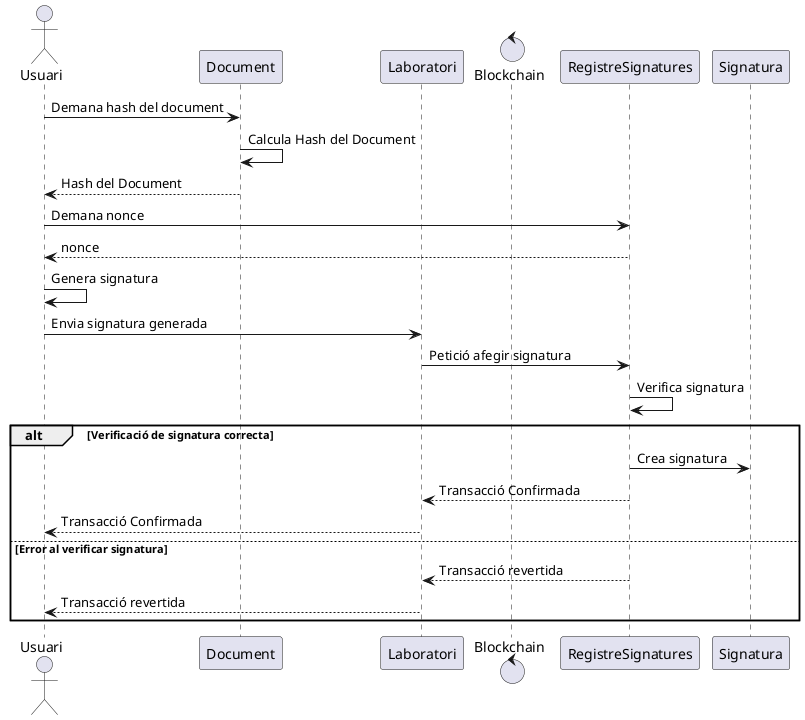 Usuari
Document
Laboratori
Blockchain
RegistreSignatures
Signatura
Demana hash del document
Calcula Hash del Document
Hash del Document
Demana nonce
nonce
Genera signatura
Envia signatura generada
Petició afegir signatura
Verifica signatura
alt [Verificació de signatura correcta]
Crea signatura
Transacció Confirmada
Transacció Confirmada
[Error al verificar signatura]
Transacció revertida
Transacció revertida
Usuari
Document
Laboratori
Blockchain
RegistreSignatures
Signatura